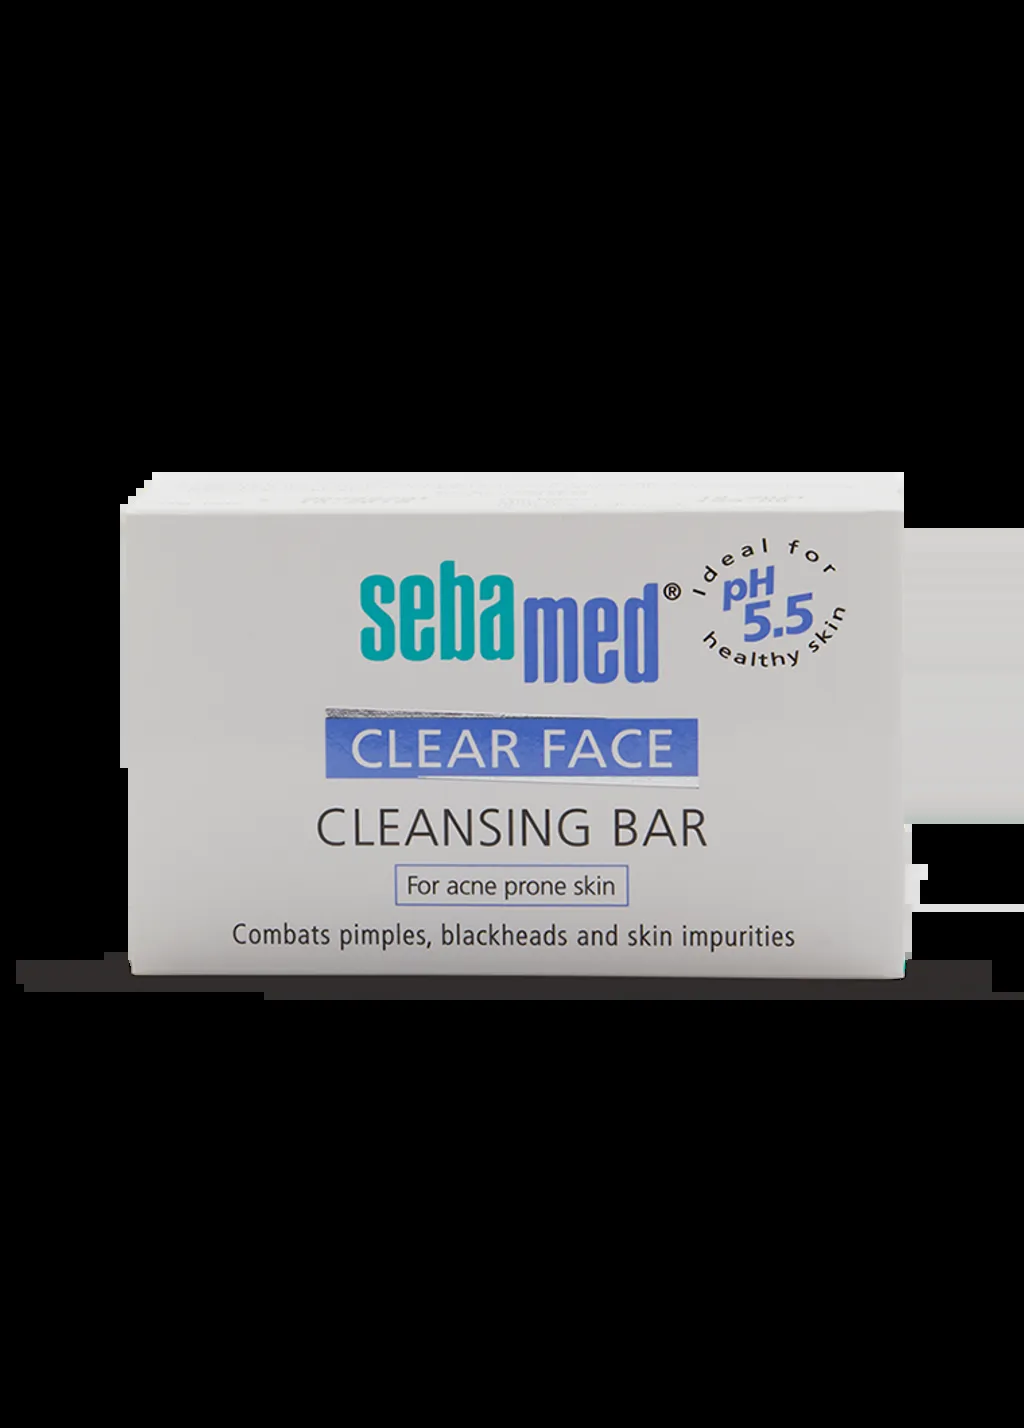 sebamed®
Ideal for
pH
5.5
healthy skin
CLEAR FACE
CLEANSING BAR
For acne prone skin
Combats pimples, blackheads and skin impurities